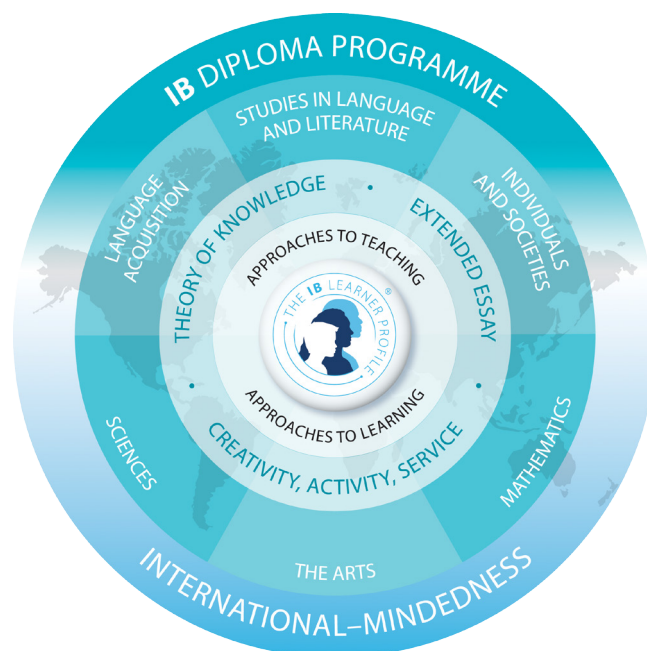 IB DIPLOMA PROGRAMME
STUDIES IN LANGUAGE
AND LITERATURE
LANGUAGE
ACQUISITION
INDIVIDUALS
AND SOCIETIES
THEORY OF KNOWLEDGE
•
EXTENDED ESSAY
APPROACHES TO TEACHING
• THE IB LEARNER PROFILE •
®
APPROACHES TO LEARNING
•
CREATIVITY, ACTIVITY, SERVICE
•
SCIENCES
MATHEMATICS
THE ARTS
INTERNATIONAL–MINDEDNESS